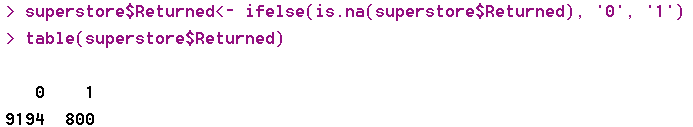 > superstore$Returned<- ifelse(is.na(superstore$Returned), '0', '1')
> table(superstore$Returned)
0 1
9194 800